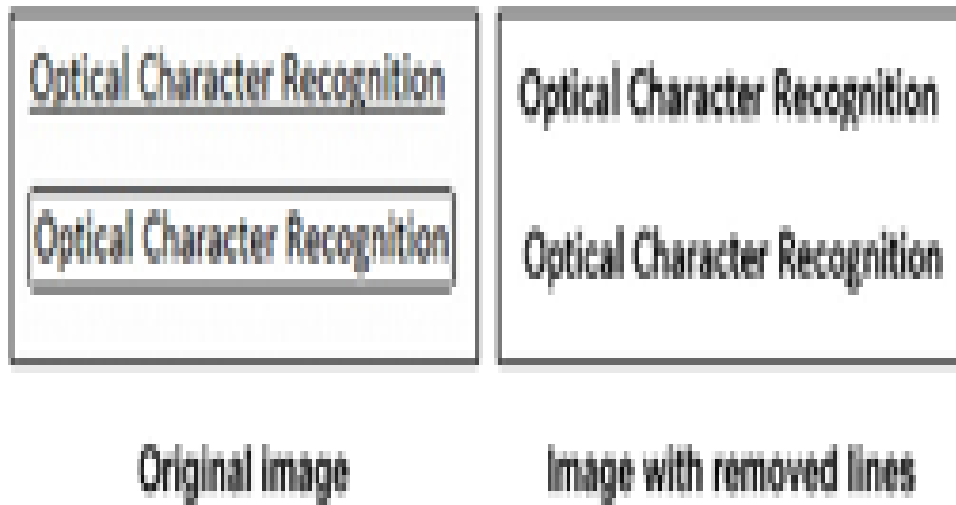 Optical Character Recognition
Optical Character Recognition
Original image
Optical Character Recognition
Optical Character Recognition
Image with removed lines